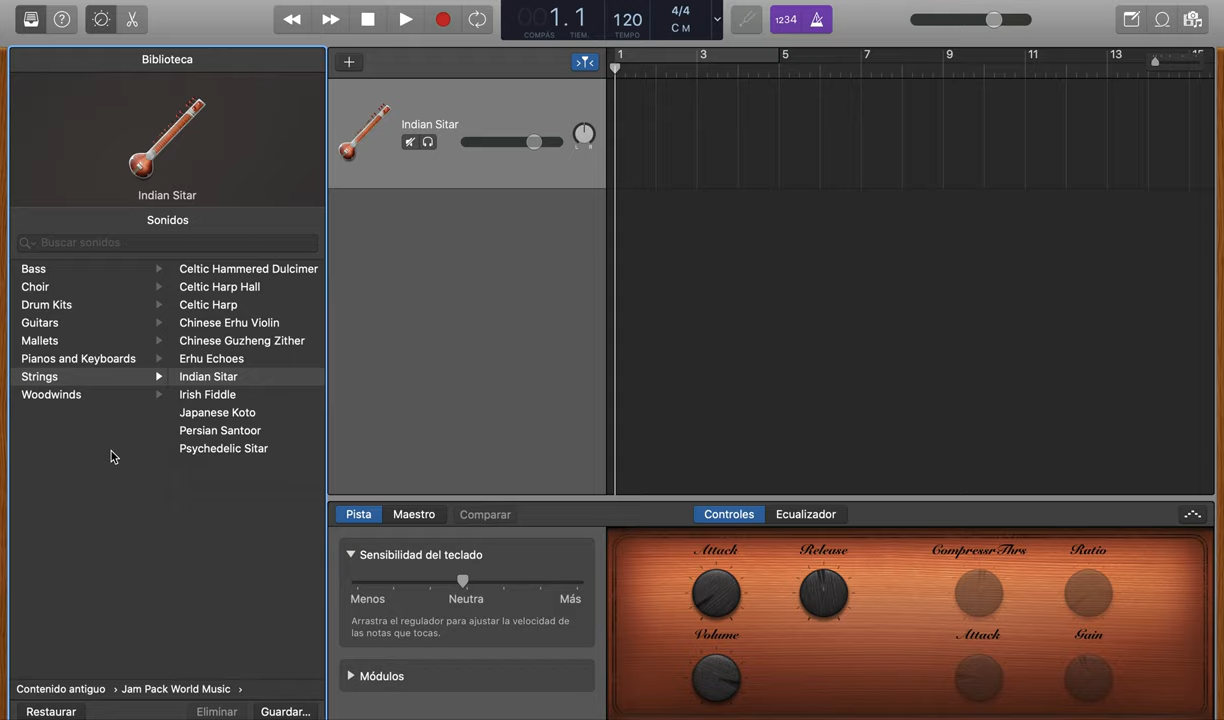 001.1
COMPÁS TIEM.
120
TEMPO
4/4
C M
1234
Biblioteca
Indian Sitar
Sonidos
Buscar sonidos
Bass
Choir
Drum Kits
Guitars
Mallets
Pianos and Keyboards
Strings
Woodwinds
Celtic Hammered Dulcimer
Celtic Harp Hall
Celtic Harp
Chinese Erhu Violin
Chinese Guzheng Zither
Erhu Echoes
Indian Sitar
Irish Fiddle
Japanese Koto
Persian Santoor
Psychedelic Sitar
Contenido antiguo › Jam Pack World Music ›
Restaurar Eliminar Guardar...
1 3 5 7 9 11 13 15
Indian Sitar
L R
Pista Maestro Comparar
Controles Ecualizador
Sensibilidad del teclado
Menos Neutra Más
Arrastra el regulador para ajustar la velocidad de
las notas que tocas.
Módulos
Attack Release Compressr Thrs Ratio
Volume Attack Gain